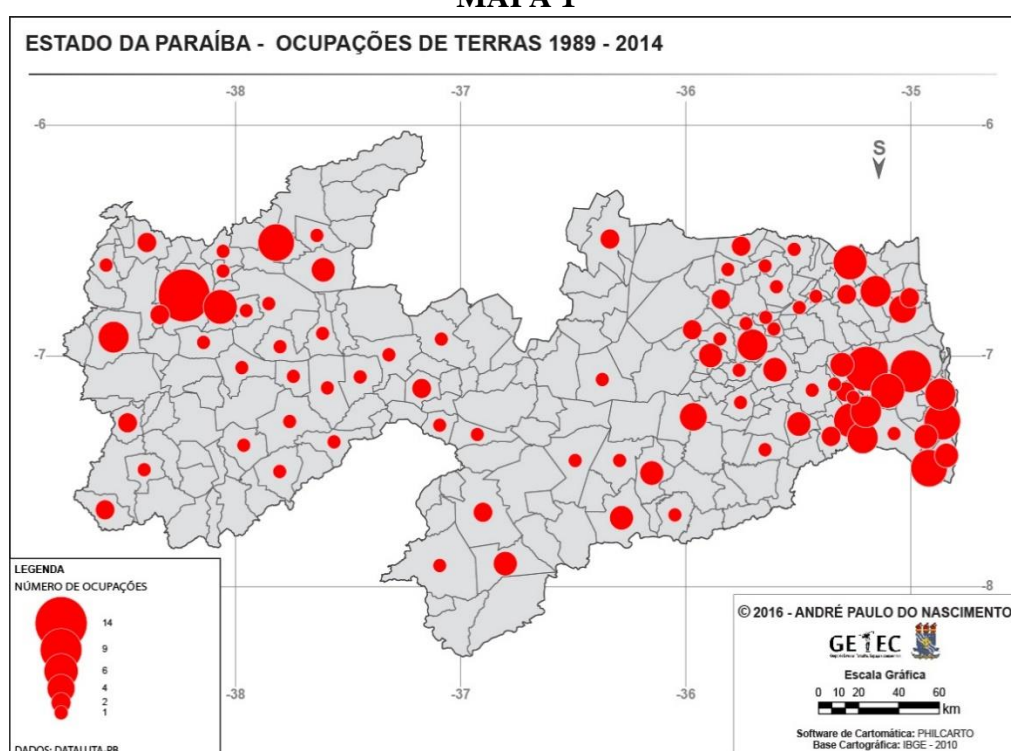 MAPA 1
ESTADO DA PARAÍBA - OCUPAÇÕES DE TERRAS 1989 - 2014
-38 -37 -36 -35
-6 -6
S
-7 -7
-8
-38 -37 -36
LEGENDA
NÚMERO DE OCUPAÇÕES
14
9
6
4
2
1
DADOS: DATALUTA-PB
© 2016 - ANDRÉ PAULO DO NASCIMENTO
GETEC
Escala Gráfica
0 10 20 40 60
km
Software de Cartomática: PHILCARTO
Base Cartográfica: IBGE - 2010